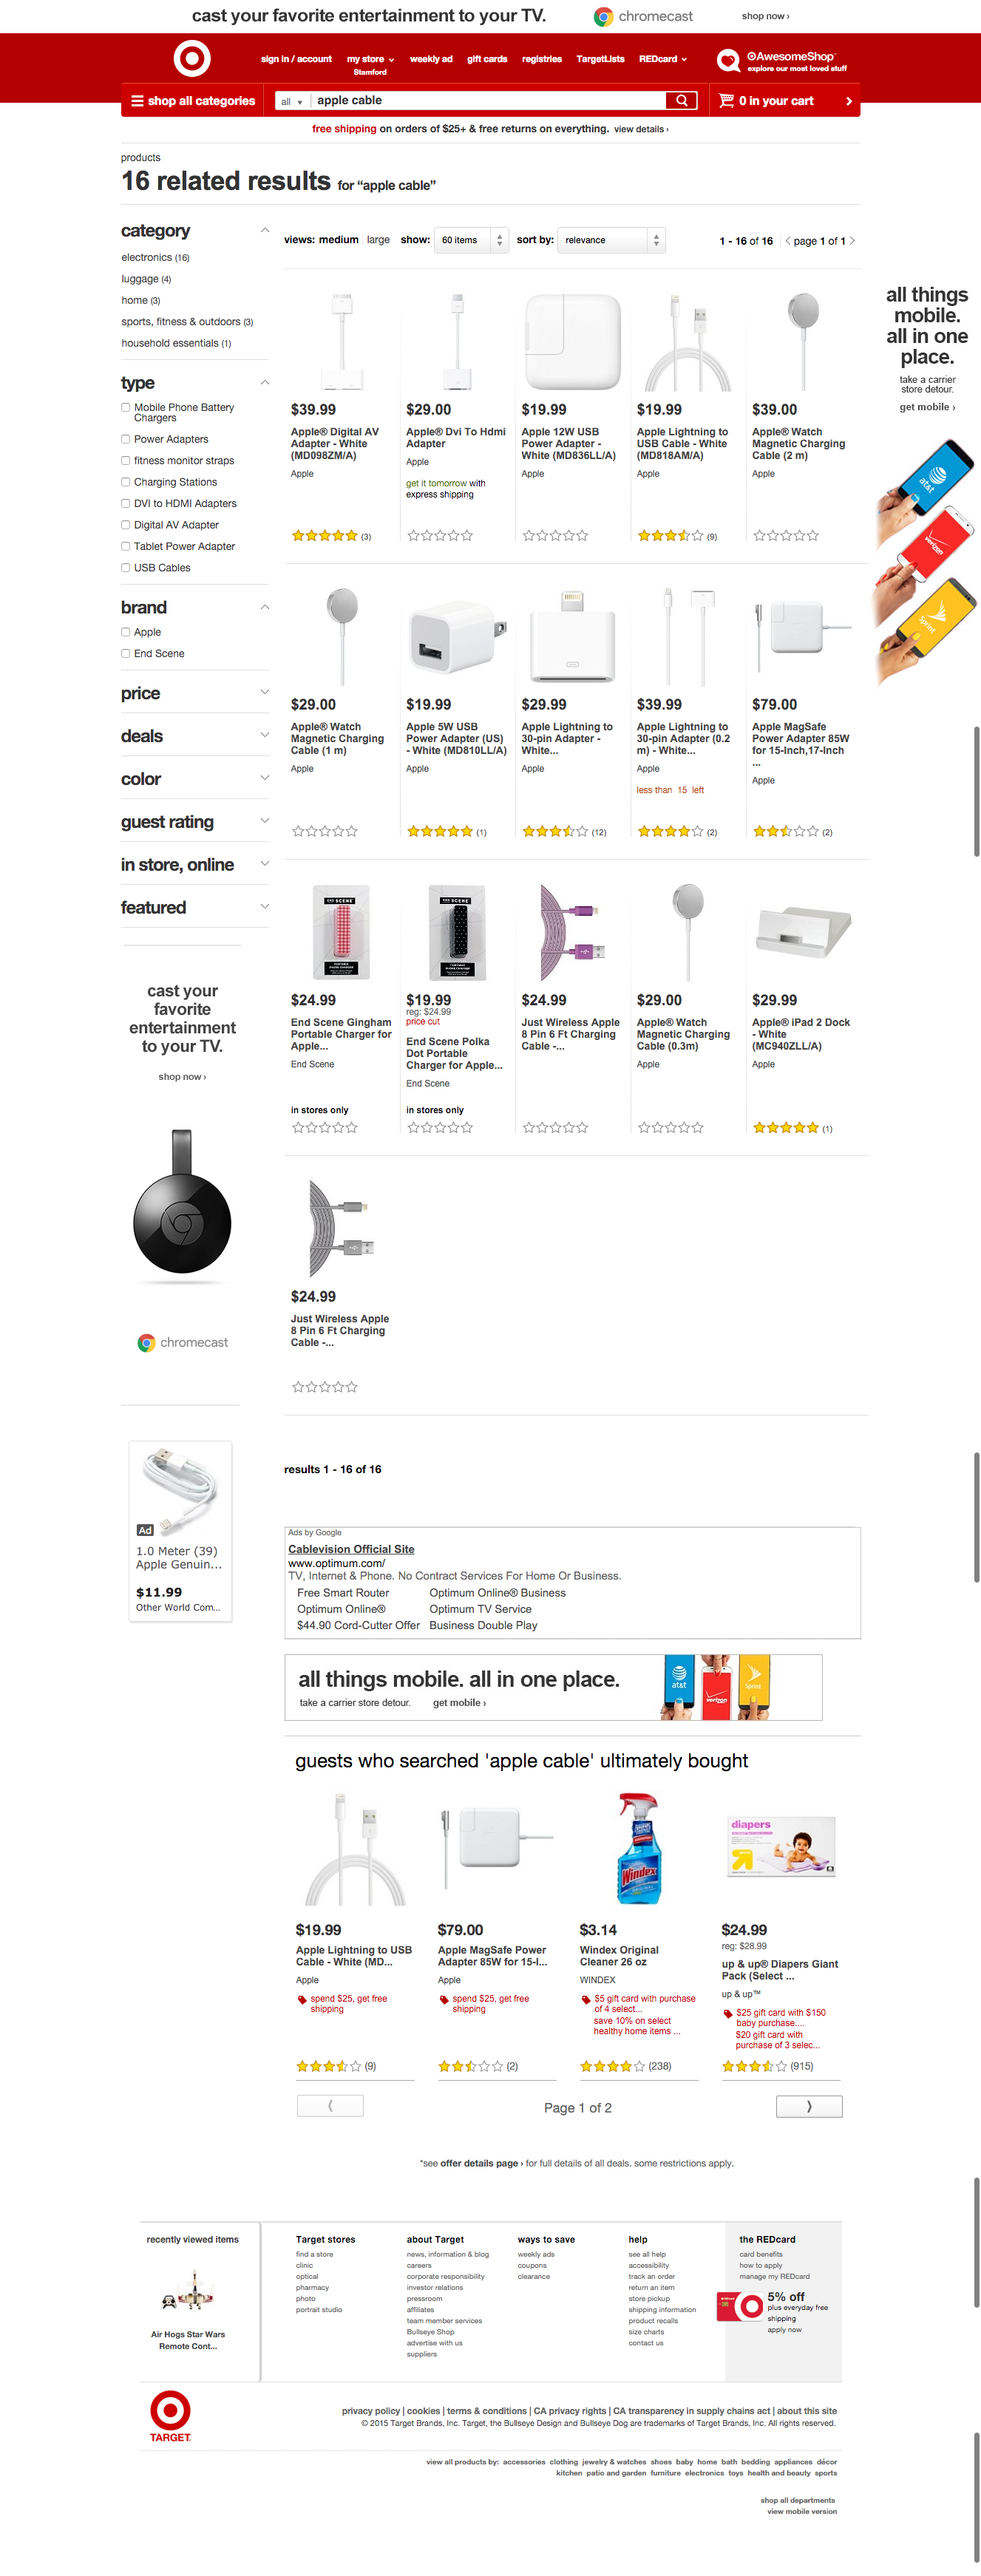 cast your favorite entertainment to your TV.
chromecast
shop now ›
sign in / account
my store
Stamford
weekly ad
gift cards
registries
TargetLists
REDcard
AwesomeShop™
explore our most loved stuff
shop all categories
all
apple cable
0 in your cart
free shipping on orders of $25+ & free returns on everything. view details ›
products
16 related results for “apple cable”
category
electronics (16)
luggage (4)
home (3)
sports, fitness & outdoors (3)
household essentials (1)
type
Mobile Phone Battery
Chargers
Power Adapters
fitness monitor straps
Charging Stations
DVI to HDMI Adapters
Digital AV Adapter
Tablet Power Adapter
USB Cables
brand
Apple
End Scene
price
deals
color
guest rating
in store, online
featured
cast your
favorite
entertainment
to your TV.
shop now ›
chromecast
Ad
1.0 Meter (39)
Apple Genuin...
$11.99
Other World Com...
views: medium | large show: 60 items sort by: relevance
1 - 16 of 16 page 1 of 1
$39.99
Apple® Digital AV
Adapter - White
(MD098ZM/A)
Apple
(3)
$29.00
Apple® Dvi To Hdmi
Adapter
Apple
get it tomorrow with
express shipping
$19.99
Apple 12W USB
Power Adapter -
White (MD836LL/A)
Apple
$19.99
Apple Lightning to
USB Cable - White
(MD818AM/A)
Apple
(9)
$39.00
Apple® Watch
Magnetic Charging
Cable (2 m)
Apple
$29.00
Apple® Watch
Magnetic Charging
Cable (1 m)
Apple
$19.99
Apple 5W USB
Power Adapter (US)
- White (MD810LL/A)
Apple
(1)
$29.99
Apple Lightning to
30-pin Adapter -
White...
Apple
(12)
$39.99
Apple Lightning to
30-pin Adapter (0.2
m) - White...
Apple
less than 15 left
(2)
$79.00
Apple MagSafe
Power Adapter 85W
for 15-Inch,17-Inch
...
Apple
(2)
END SCENE
$24.99
End Scene Gingham
Portable Charger for
Apple...
End Scene
in stores only
END SCENE
$19.99
reg: $24.99
price cut
End Scene Polka
Dot Portable
Charger for Apple...
End Scene
in stores only
$24.99
Just Wireless Apple
8 Pin 6 Ft Charging
Cable -...
$29.00
Apple® Watch
Magnetic Charging
Cable (0.3m)
Apple
$29.99
Apple® iPad 2 Dock
- White
(MC940ZLL/A)
Apple
(1)
$24.99
Just Wireless Apple
8 Pin 6 Ft Charging
Cable -...
all things
mobile.
all in one
place.
take a carrier
store detour.
get mobile ›
at&t
verizon
Sprint
results 1 - 16 of 16
Ads by Google
Cablevision Official Site
www.optimum.com/
TV, Internet & Phone. No Contract Services For Home Or Business.
Free Smart Router Optimum Online® Business
Optimum Online® Optimum TV Service
$44.90 Cord-Cutter Offer Business Double Play
all things mobile. all in one place.
take a carrier store detour. get mobile ›
at&t
verizon
Sprint
guests who searched 'apple cable' ultimately bought
$19.99
Apple Lightning to USB
Cable - White (MD...
Apple
spend $25, get free
shipping
(9)
$79.00
Apple MagSafe Power
Adapter 85W for 15-I...
Apple
spend $25, get free
shipping
(2)
Windex
$3.14
Windex Original
Cleaner 26 oz
WINDEX
$5 gift card with purchase
of 4 select...
save 10% on select
healthy home items ...
(238)
diapers
$24.99
reg: $28.99
up & up® Diapers Giant
Pack (Select ...
up & up™
$25 gift card with $150
baby purchase....
$20 gift card with
purchase of 3 selec...
(915)
Page 1 of 2
*see offer details page › for full details of all deals. some restrictions apply.
recently viewed items
Air Hogs Star Wars
Remote Cont...
Target stores
find a store
clinic
optical
pharmacy
photo
portrait studio
about Target
news, information & blog
careers
corporate responsibility
investor relations
pressroom
affiliates
team member services
Bullseye Shop
advertise with us
suppliers
ways to save
weekly ads
coupons
clearance
help
see all help
accessibility
track an order
return an item
store pickup
shipping information
product recalls
size charts
contact us
the REDcard
card benefits
how to apply
manage my REDcard
5% off
plus everyday free
shipping
apply now
TARGET
privacy policy | cookies | terms & conditions | CA privacy rights | CA transparency in supply chains act | about this site
© 2015 Target Brands, Inc. Target, the Bullseye Design and Bullseye Dog are trademarks of Target Brands, Inc. All rights reserved.
view all products by: accessories clothing jewelry & watches shoes baby home bath bedding appliances décor
kitchen patio and garden furniture electronics toys health and beauty sports
shop all departments
view mobile version